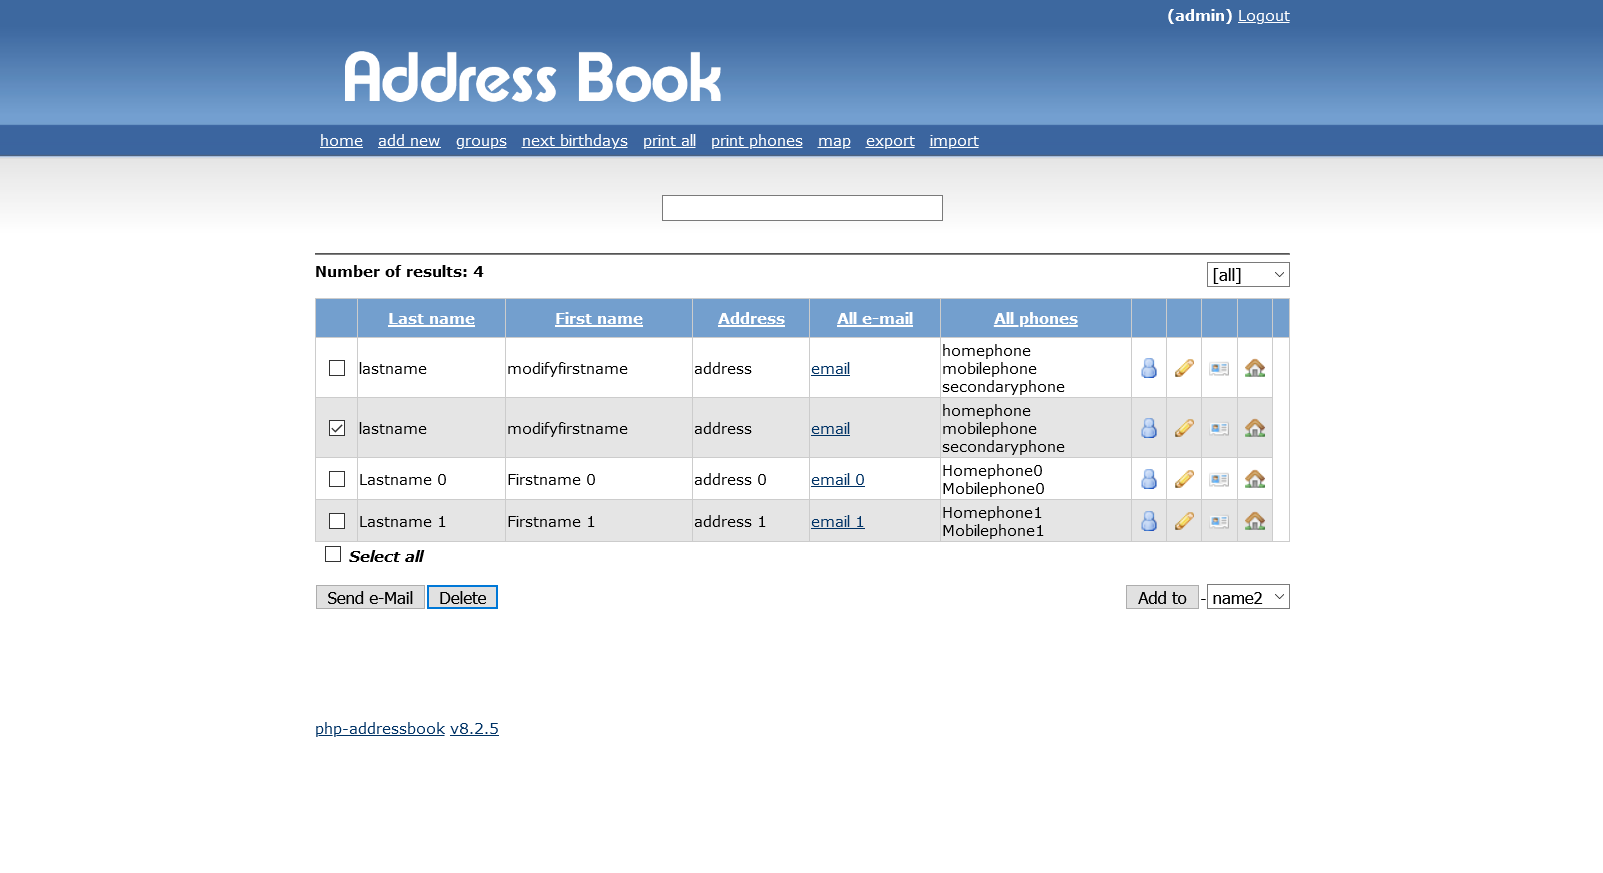 (admin) Logout
Address Book
home add new groups next birthdays print all print phones map export import
Number of results: 4
[all]
Last name First name Address All e-mail All phones
lastname modifyfirstname address email homephone
mobilephone
secondaryphone
lastname modifyfirstname address email homephone
mobilephone
secondaryphone
Lastname 0 Firstname 0 address 0 email 0 Homephone0
Mobilephone0
Lastname 1 Firstname 1 address 1 email 1 Homephone1
Mobilephone1
Select all
Send e-Mail Delete Add to - name2
php-addressbook v8.2.5